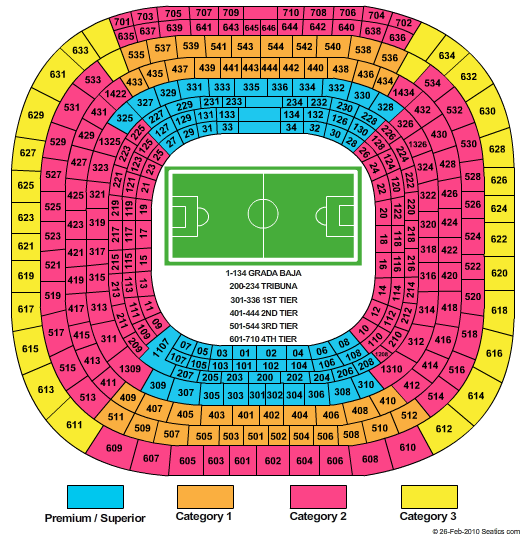 701 703 705 707 709 710 708 706 704 702
635 637 639 643 645 646 644 640 638 636
633 634
537 539 541 543 544 542 540 538
535 536
435 437 439 441 443 444 442 440 438 436
433 434
631 533 534 632
1422 432
329 331 333 335 336 334 332 330
327 328
325 326
531 532
629 630
227 229 231 233 234 232 230 228
127 129 131 133 134 132 130 126
27 29 31 33 34 32 30 28
225 125 128 26
431 430
627 529 429 1325 223 123 25 24 124 1326 428 530 628
625 527 323 221 121 23 22 122 324 528 626
525 425 321 219 119 21 20 120 322 526
623 523 423 319 117 19 18 118 320 524 624
621 521 421 317 217 115 17 218 318 422 522 622
619 519 419 315 215 15 16 216 316 420 520 620
617 517 417 313 213 113 13 14 214 314 418 518 618
615 515 415 311 211 111 11 12 112 212 312 416 516 616
613 513 413 1309 209 109 9 10 110 210 1310 414 514 614
611 511 411 309 1107 1208 310 412 512 612
1-134 GRADA BAJA
200-234 TRIBUNA
301-336 1ST TIER
401-444 2ND TIER
501-544 3RD TIER
601-710 4TH TIER
07 05 03 01 02 04 06 08
107 105 103 101 102 104 106 108
207 205 203 200 202 204 206 208
307 305 303 301 302 304 306 308
409 407 405 403 401 402 404 406 408 410
509 507 505 503 501 502 504 506 508 510
609 607 605 603 601 602 604 606 608 610
Premium / Superior
Category 1
Category 2
Category 3
© 26-Feb-2010 Seatics.com